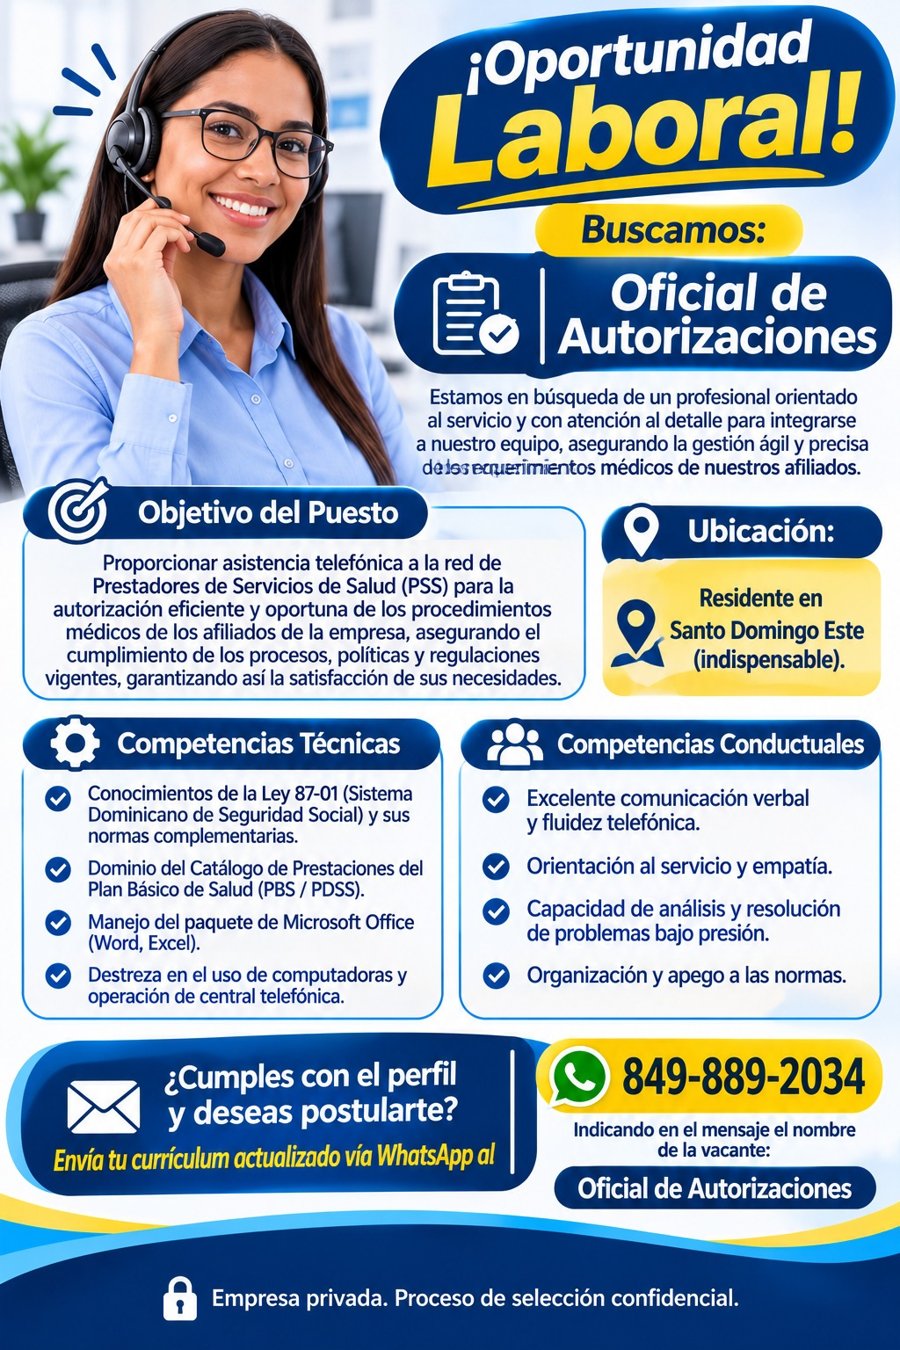 ¡Oportunidad
Laboral!
Buscamos:
Oficial de
Autorizaciones
Estamos en búsqueda de un profesional orientado
al servicio y con atención al detalle para integrarse
a nuestro equipo, asegurando la gestión ágil y precisa
de los requerimientos médicos de nuestros afiliados.
Objetivo del Puesto
Proporcionar asistencia telefónica a la red de
Prestadores de Servicios de Salud (PSS) para la
autorización eficiente y oportuna de los procedimientos
médicos de los afiliados de la empresa, asegurando el
cumplimiento de los procesos, políticas y regulaciones
vigentes, garantizando así la satisfacción de sus necesidades.
Ubicación:
Residente en
Santo Domingo Este
(indispensable).
Competencias Técnicas
Conocimientos de la Ley 87-01 (Sistema
Dominicano de Seguridad Social) y sus
normas complementarias.
Dominio del Catálogo de Prestaciones del
Plan Básico de Salud (PBS / PDSS).
Manejo del paquete de Microsoft Office
(Word, Excel).
Destreza en el uso de computadoras y
operación de central telefónica.
Competencias Conductuales
Excelente comunicación verbal
y fluidez telefónica.
Orientación al servicio y empatía.
Capacidad de análisis y resolución
de problemas bajo presión.
Organización y apego a las normas.
¿Cumples con el perfil
y deseas postularte?
Envía tu currículum actualizado vía WhatsApp al
849-889-2034
Indicando en el mensaje el nombre
de la vacante:
Oficial de Autorizaciones
Empresa privada. Proceso de selección confidencial.